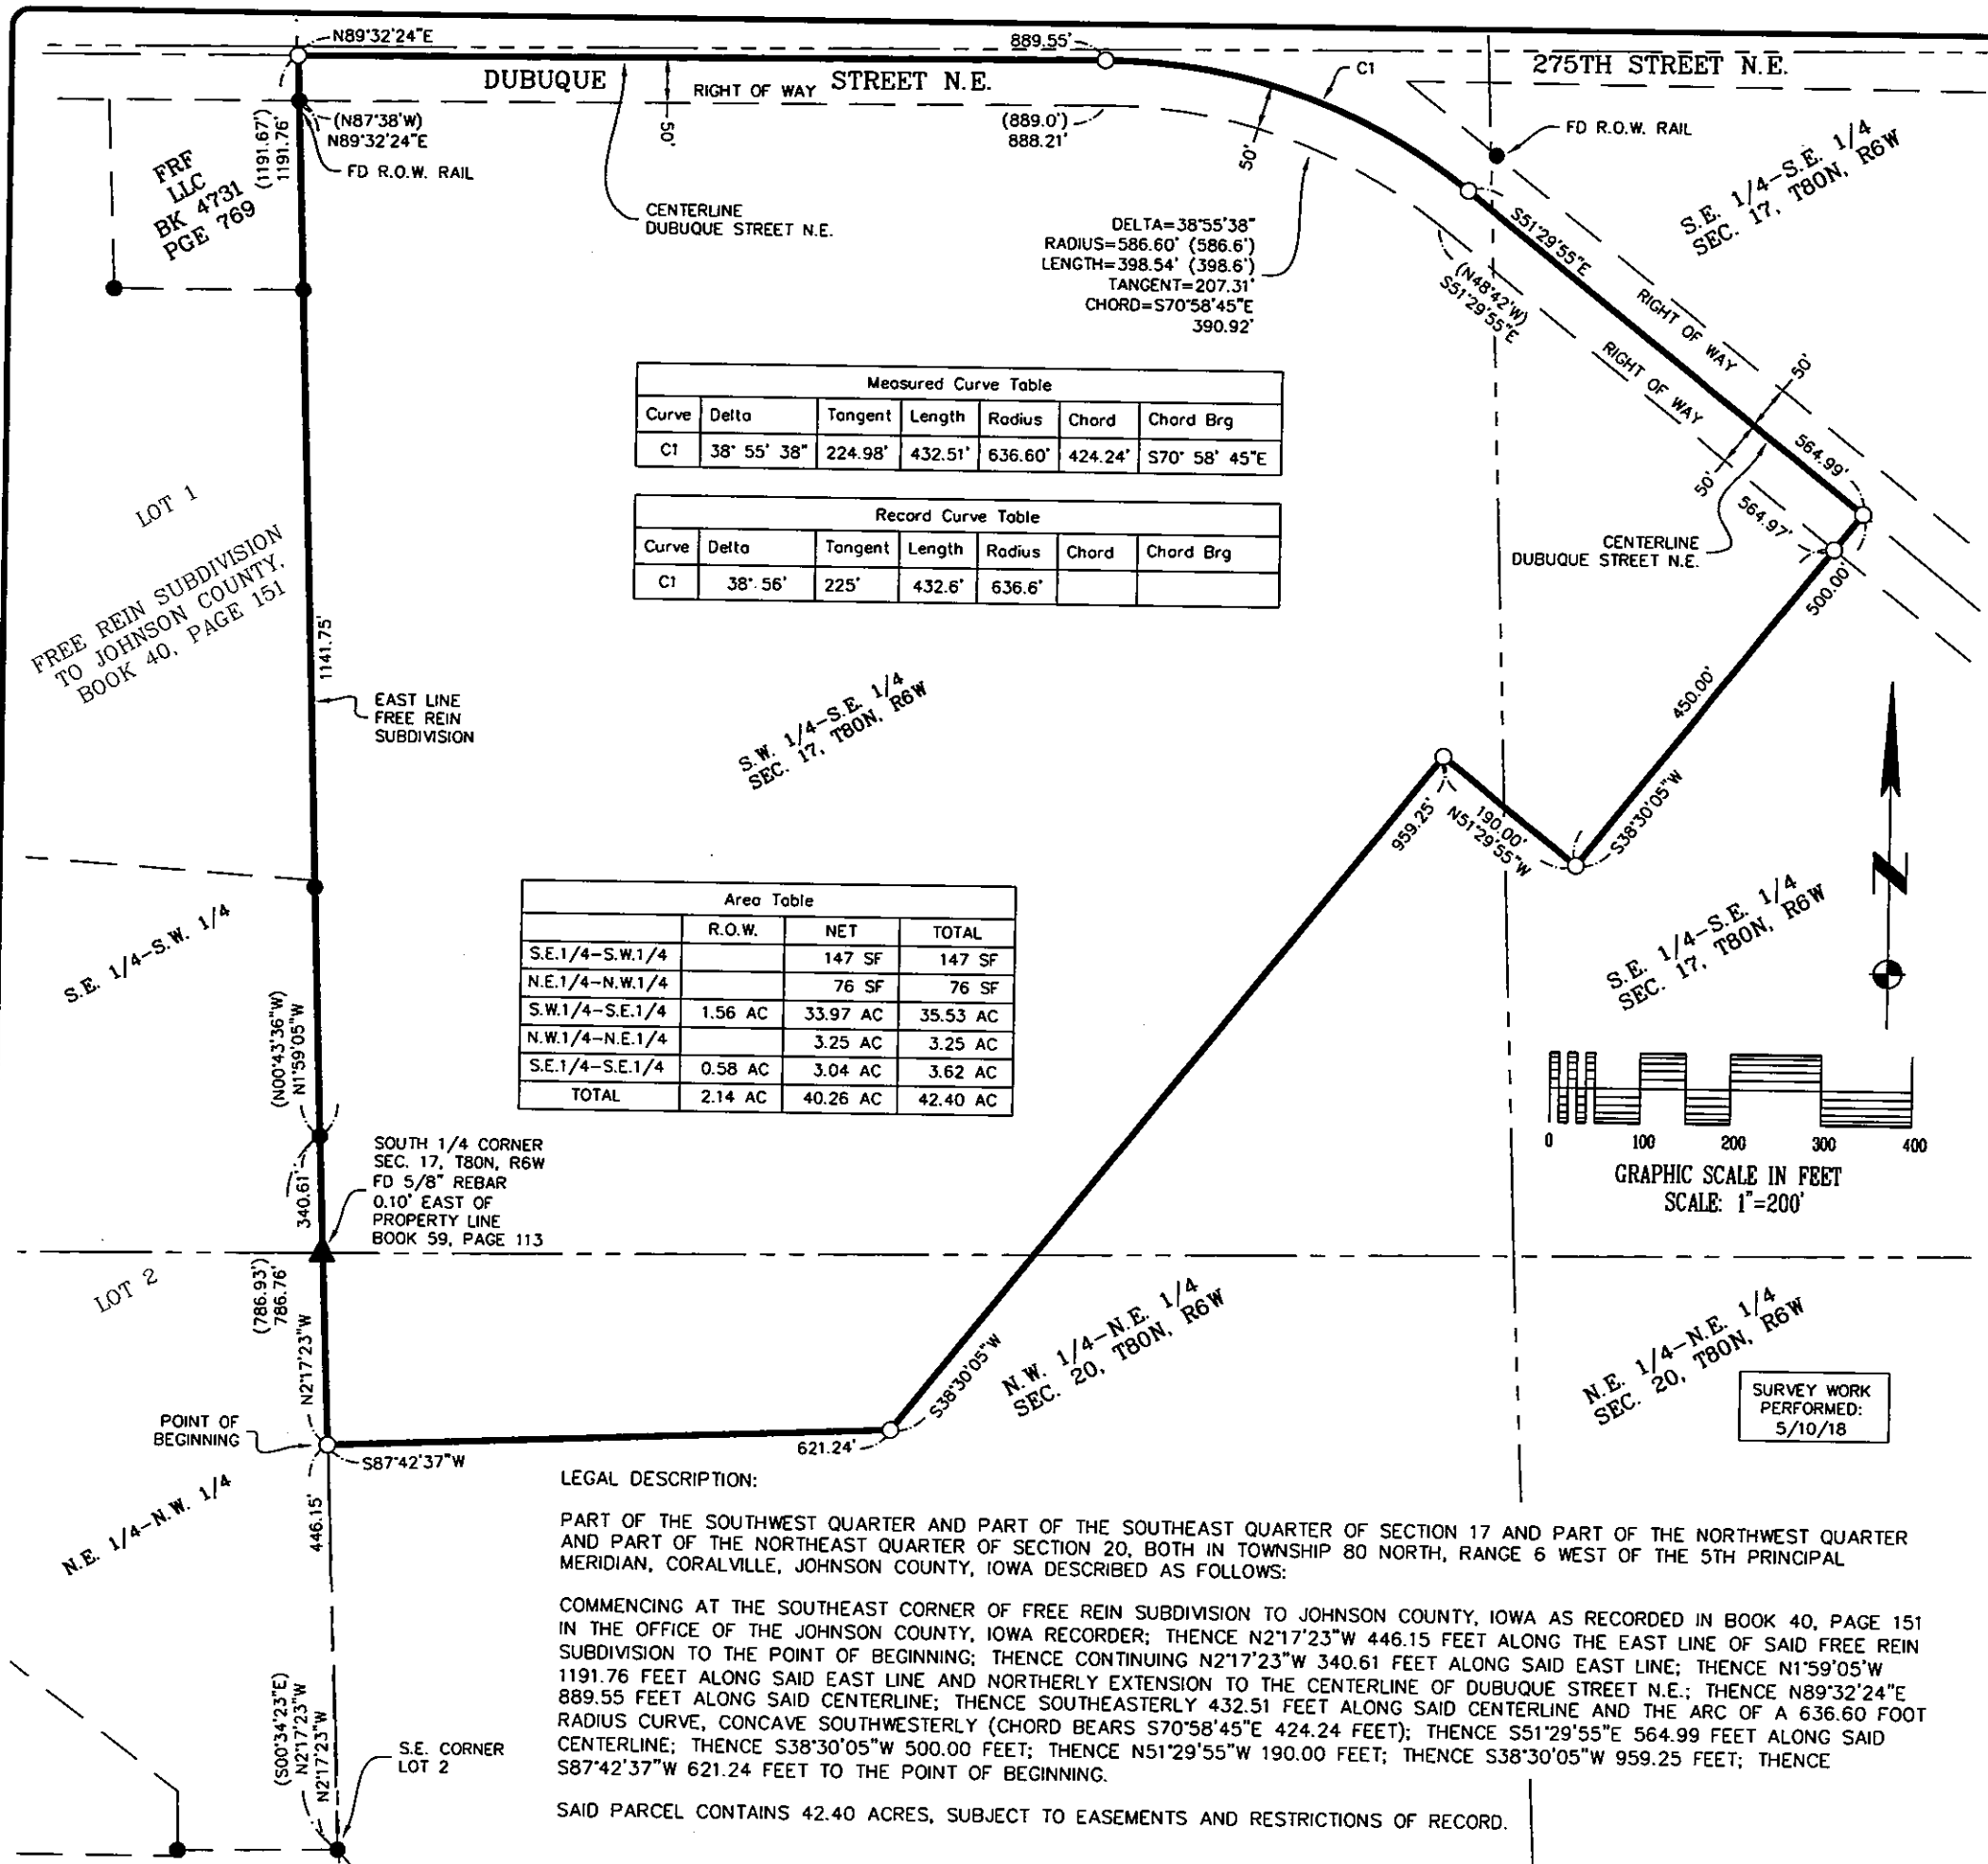 N89°32'24"E
889.55'
DUBUQUE STREET N.E.
RIGHT OF WAY
275TH STREET N.E.
C1
(N87°38'W)
N89°32'24"E
FD R.O.W. RAIL
50'
(889.0')
888.21'
50'
FD R.O.W. RAIL
(1191.67')
1191.76'
FRF
LLC
BK 4731
PGE 769
CENTERLINE
DUBUQUE STREET N.E.
S.E. 1/4-S.E. 1/4
SEC. 17, T80N, R6W
DELTA=38°55'38"
RADIUS=586.60' (586.6')
LENGTH=398.54' (398.6')
TANGENT=207.31'
CHORD=S70°58'45"E
390.92'
S51°29'55"E
(N48°42'W)
S51°29'55"E
RIGHT OF WAY
RIGHT OF WAY
50'
50'
564.99'
564.97'
CENTERLINE
DUBUQUE STREET N.E.
500.00'
Measured Curve Table
Curve Delta Tangent Length Radius Chord Chord Brg
C1 38° 55' 38" 224.98' 432.51' 636.60' 424.24' S70° 58' 45"E
Record Curve Table
Curve Delta Tangent Length Radius Chord Chord Brg
C1 38° 56' 225' 432.6' 636.6'
LOT 1
FREE REIN SUBDIVISION
TO JOHNSON COUNTY,
BOOK 40, PAGE 151
1141.75'
EAST LINE
FREE REIN
SUBDIVISION
S.W. 1/4-S.E. 1/4
SEC. 17, T80N, R6W
450.00'
959.25'
190.00'
N51°29'55"W
S38°30'05"W
N
Area Table
R.O.W. NET TOTAL
S.E.1/4-S.W.1/4 147 SF 147 SF
N.E.1/4-N.W.1/4 76 SF 76 SF
S.W.1/4-S.E.1/4 1.56 AC 33.97 AC 35.53 AC
N.W.1/4-N.E.1/4 3.25 AC 3.25 AC
S.E.1/4-S.E.1/4 0.58 AC 3.04 AC 3.62 AC
TOTAL 2.14 AC 40.26 AC 42.40 AC
S.E. 1/4-S.W. 1/4
S.E. 1/4-S.E. 1/4
SEC. 17, T80N, R6W
(N00°43'36"W)
N1°59'05"W
340.61'
SOUTH 1/4 CORNER
SEC. 17, T80N, R6W
FD 5/8" REBAR
0.10' EAST OF
PROPERTY LINE
BOOK 59, PAGE 113
0 100 200 300 400
GRAPHIC SCALE IN FEET
SCALE: 1"=200'
LOT 2
(786.93')
786.76'
N2°17'23"W
S38°30'05"W
N.W. 1/4-N.E. 1/4
SEC. 20, T80N, R6W
N.E. 1/4-N.E. 1/4
SEC. 20, T80N, R6W
SURVEY WORK
PERFORMED:
5/10/18
POINT OF
BEGINNING
S87°42'37"W
621.24'
N.E. 1/4-N.W. 1/4
446.15'
(S00°34'23"E)
N2°17'23"W
N2°17'23"W
S.E. CORNER
LOT 2
LEGAL DESCRIPTION:
PART OF THE SOUTHWEST QUARTER AND PART OF THE SOUTHEAST QUARTER OF SECTION 17 AND PART OF THE NORTHWEST QUARTER
AND PART OF THE NORTHEAST QUARTER OF SECTION 20, BOTH IN TOWNSHIP 80 NORTH, RANGE 6 WEST OF THE 5TH PRINCIPAL
MERIDIAN, CORALVILLE, JOHNSON COUNTY, IOWA DESCRIBED AS FOLLOWS:
COMMENCING AT THE SOUTHEAST CORNER OF FREE REIN SUBDIVISION TO JOHNSON COUNTY, IOWA AS RECORDED IN BOOK 40, PAGE 151
IN THE OFFICE OF THE JOHNSON COUNTY, IOWA RECORDER; THENCE N2°17'23"W 446.15 FEET ALONG THE EAST LINE OF SAID FREE REIN
SUBDIVISION TO THE POINT OF BEGINNING; THENCE CONTINUING N2°17'23"W 340.61 FEET ALONG SAID EAST LINE; THENCE N1°59'05"W
1191.76 FEET ALONG SAID EAST LINE AND NORTHERLY EXTENSION TO THE CENTERLINE OF DUBUQUE STREET N.E.; THENCE N89°32'24"E
889.55 FEET ALONG SAID CENTERLINE; THENCE SOUTHEASTERLY 432.51 FEET ALONG SAID CENTERLINE AND THE ARC OF A 636.60 FOOT
RADIUS CURVE, CONCAVE SOUTHWESTERLY (CHORD BEARS S70°58'45"E 424.24 FEET); THENCE S51°29'55"E 564.99 FEET ALONG SAID
CENTERLINE; THENCE S38°30'05"W 500.00 FEET; THENCE N51°29'55"W 190.00 FEET; THENCE S38°30'05"W 959.25 FEET; THENCE
S87°42'37"W 621.24 FEET TO THE POINT OF BEGINNING.
SAID PARCEL CONTAINS 42.40 ACRES, SUBJECT TO EASEMENTS AND RESTRICTIONS OF RECORD.